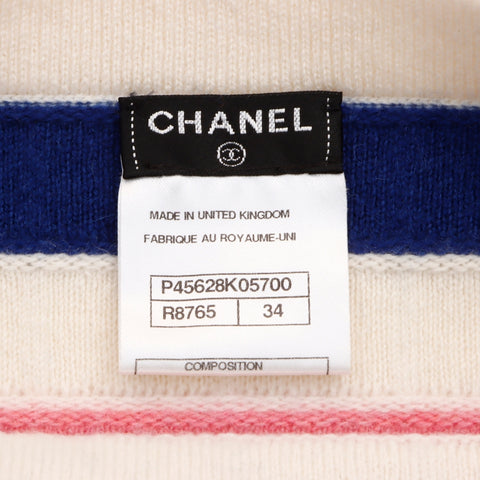 CHANEL
MADE IN UNITED KINGDOM
FABRIQUE AU ROYAUME-UNI
P45628K05700
R8765 34
COMPOSITION